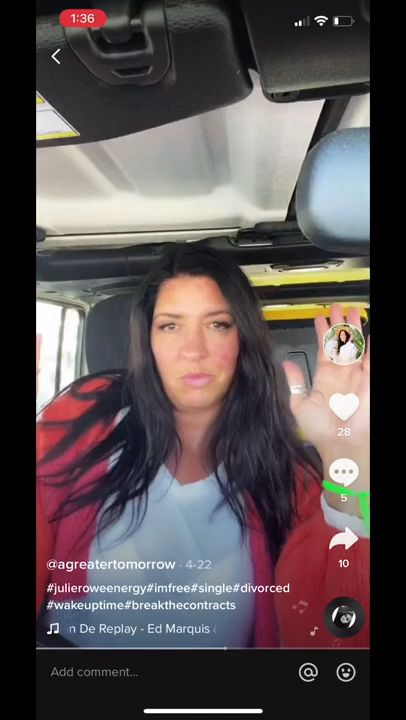 1:36
28
5
10
@agreatertomorrow · 4-22
#julieroweenergy#imfree#single#divorced
#wakeuptime#breakthecontracts
n De Replay - Ed Marquis
Add comment...